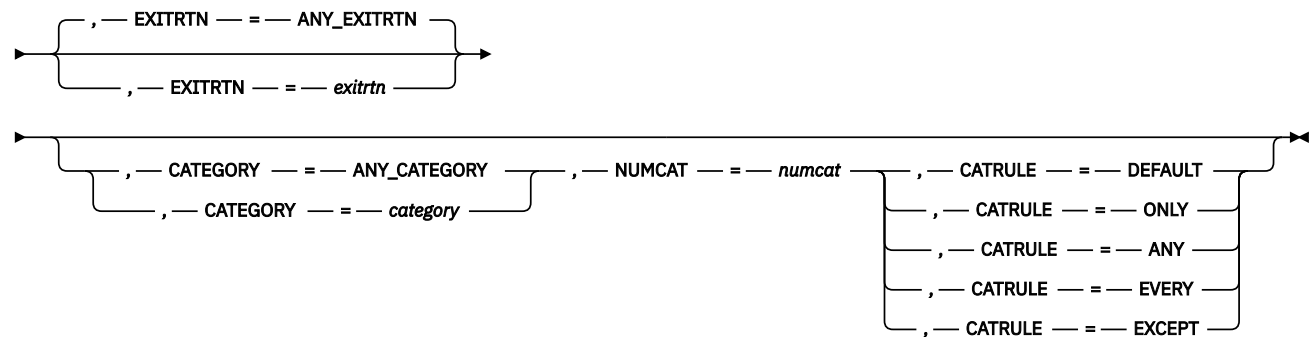 , EXITRTN = ANY_EXITRTN
, EXITRTN = exitrtn
, CATEGORY = ANY_CATEGORY , NUMCAT = numcat , CATRULE = DEFAULT
, CATEGORY = category , CATRULE = ONLY
, CATRULE = ANY
, CATRULE = EVERY
, CATRULE = EXCEPT